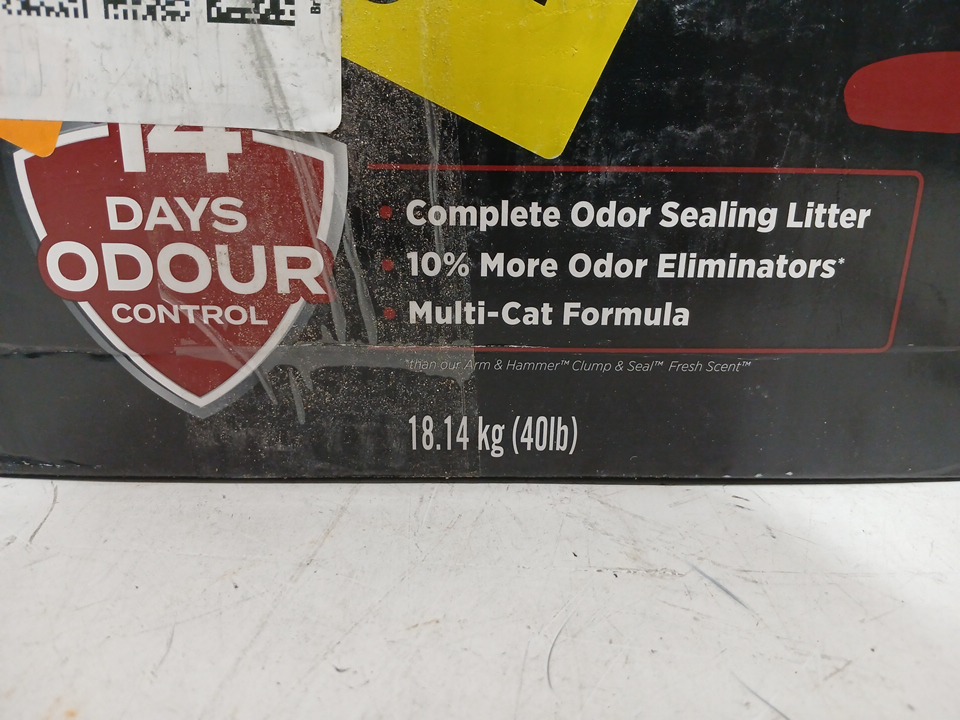 14
DAYS
ODOUR
CONTROL
Complete Odor Sealing Litter
10% More Odor Eliminators*
Multi-Cat Formula
*than our Arm & Hammer™ Clump & Seal™ Fresh Scent™
18.14 kg (40lb)